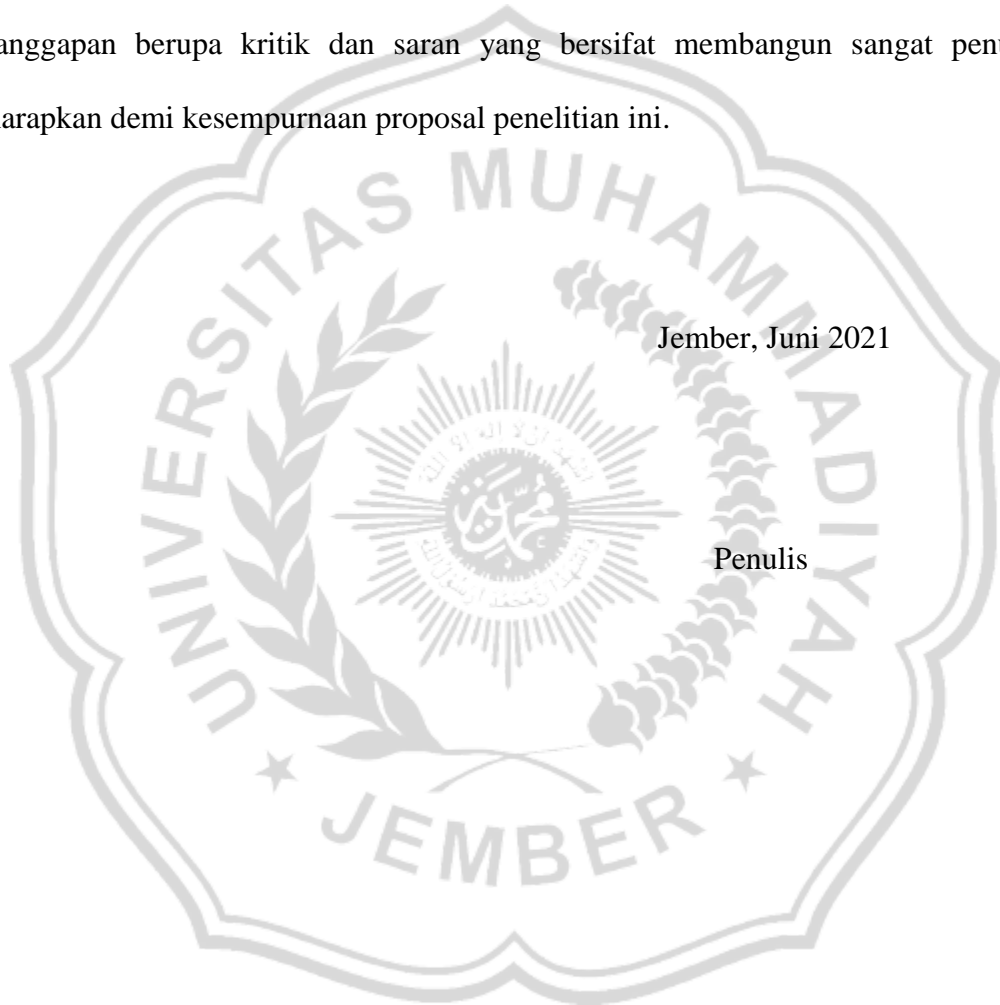 anggapan berupa kritik dan saran yang bersifat membangun sangat pen
arapkan demi kesempurnaan proposal penelitian ini.
UNIVERSITAS MUHAMMADIYAH
Jember, Juni 2021
Penulis
JEMBER